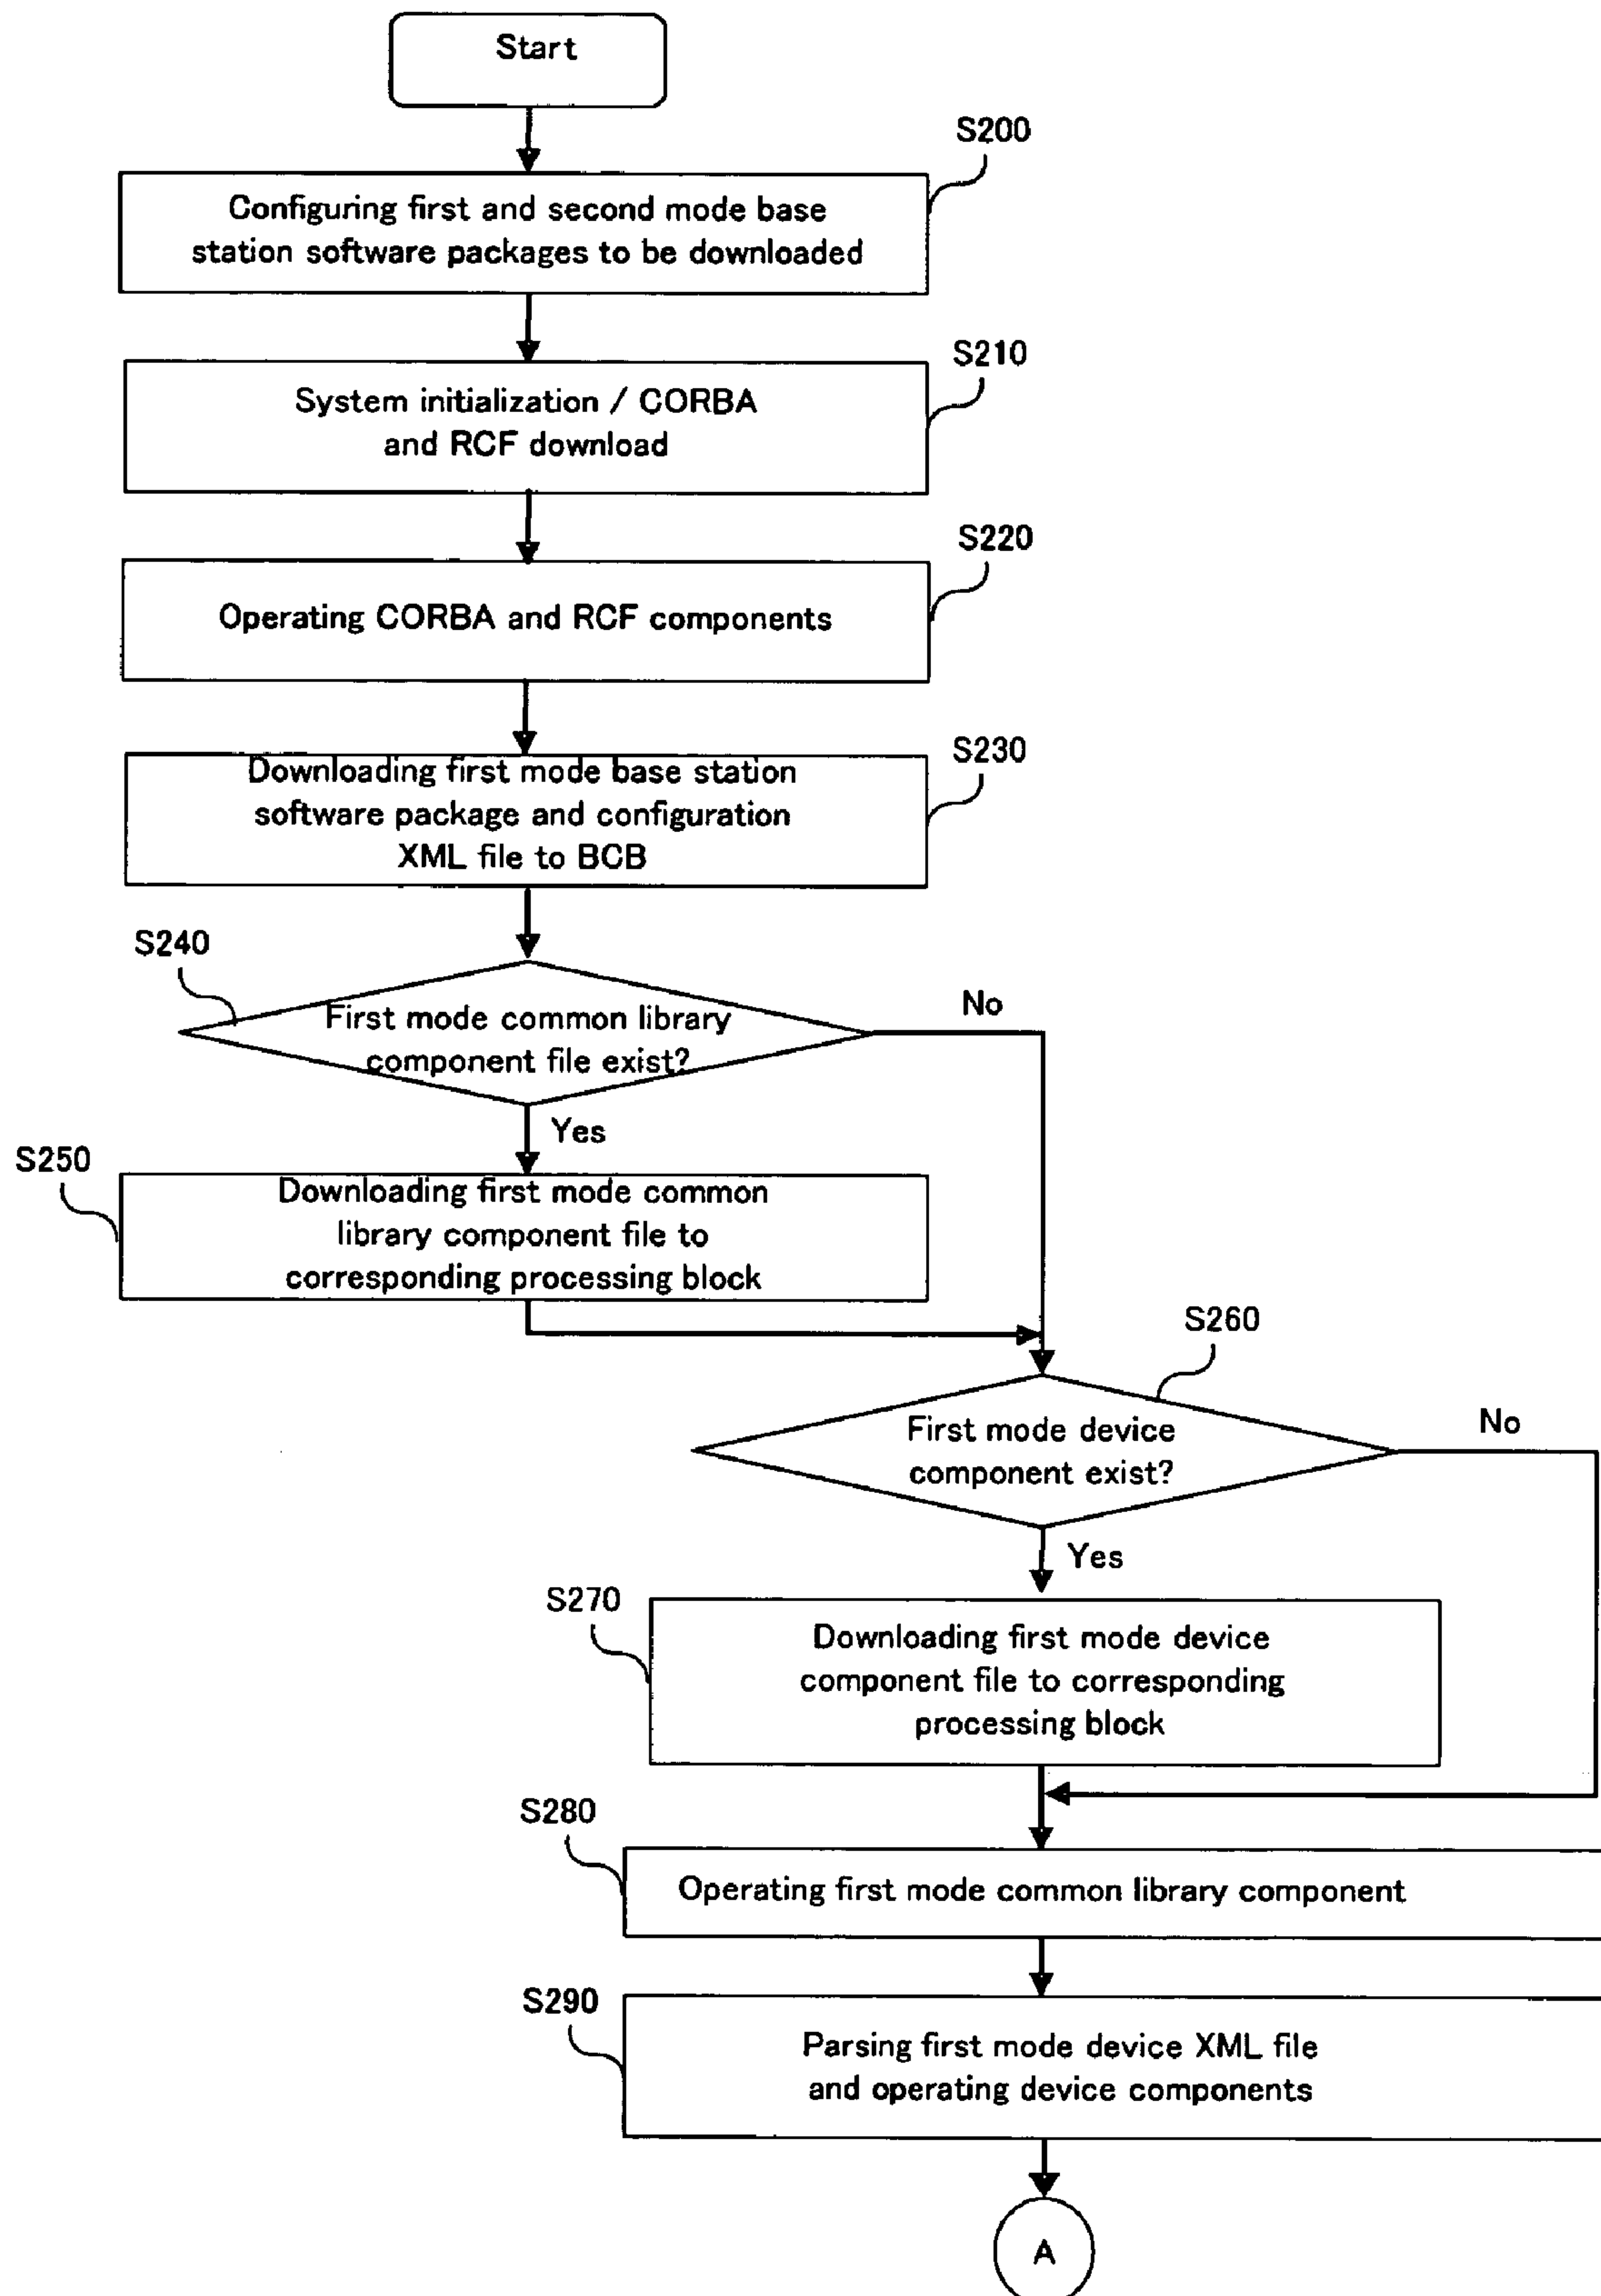 Start
S200
Configuring first and second mode base
station software packages to be downloaded
S210
System initialization / CORBA
and RCF download
S220
Operating CORBA and RCF components
S230
Downloading first mode base station
software package and configuration
XML file to BCB
S240
First mode common library
component file exist?
No
Yes
S250
Downloading first mode common
library component file to
corresponding processing block
S260
First mode device
component exist?
No
Yes
S270
Downloading first mode device
component file to corresponding
processing block
S280
Operating first mode common library component
S290
Parsing first mode device XML file
and operating device components
A